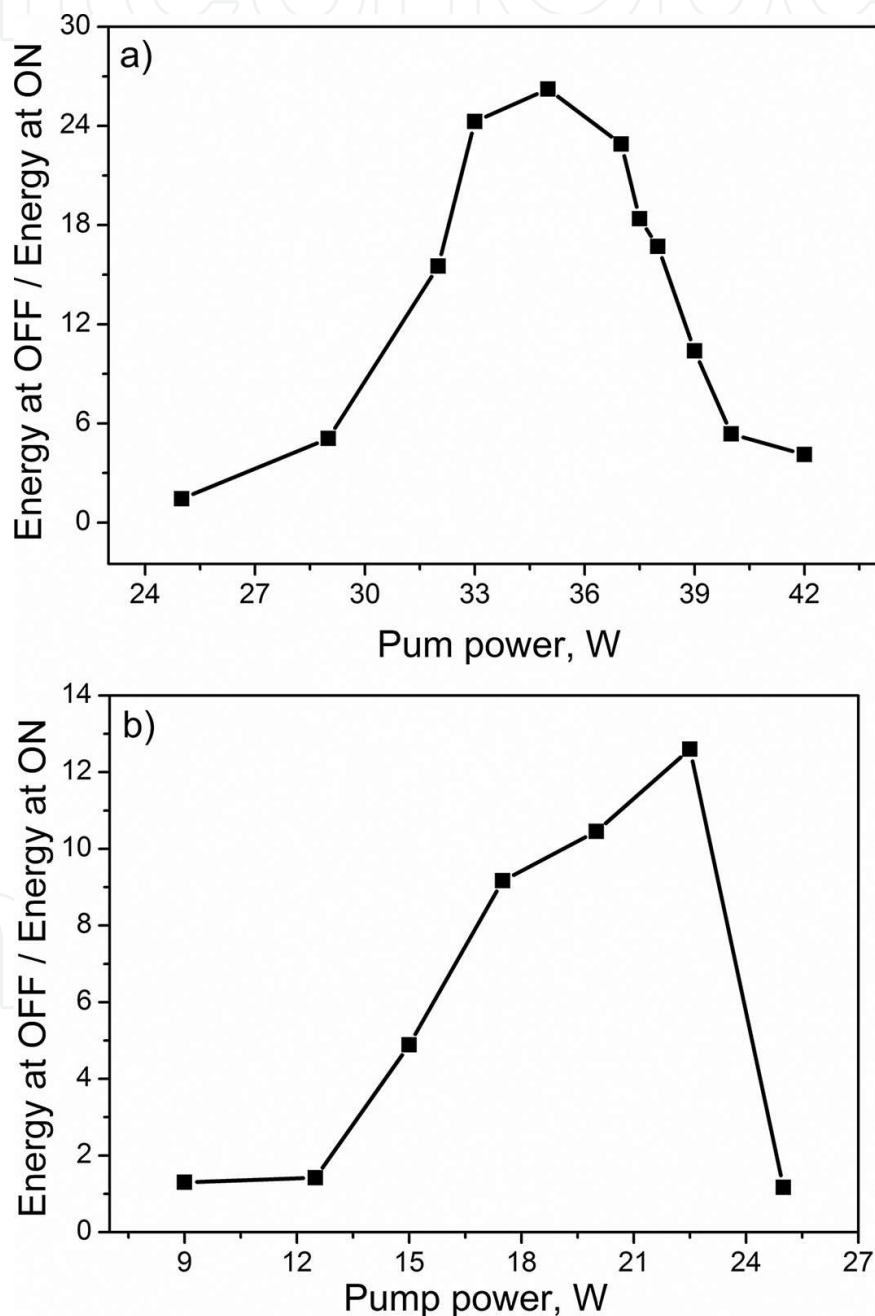 a)
Energy at OFF / Energy at ON
30
24
18
12
6
0
24 27 30 33 36 39 42
Pum power, W
b)
Energy at OFF / Energy at ON
14
12
10
8
6
4
2
0
9 12 15 18 21 24 27
Pump power, W